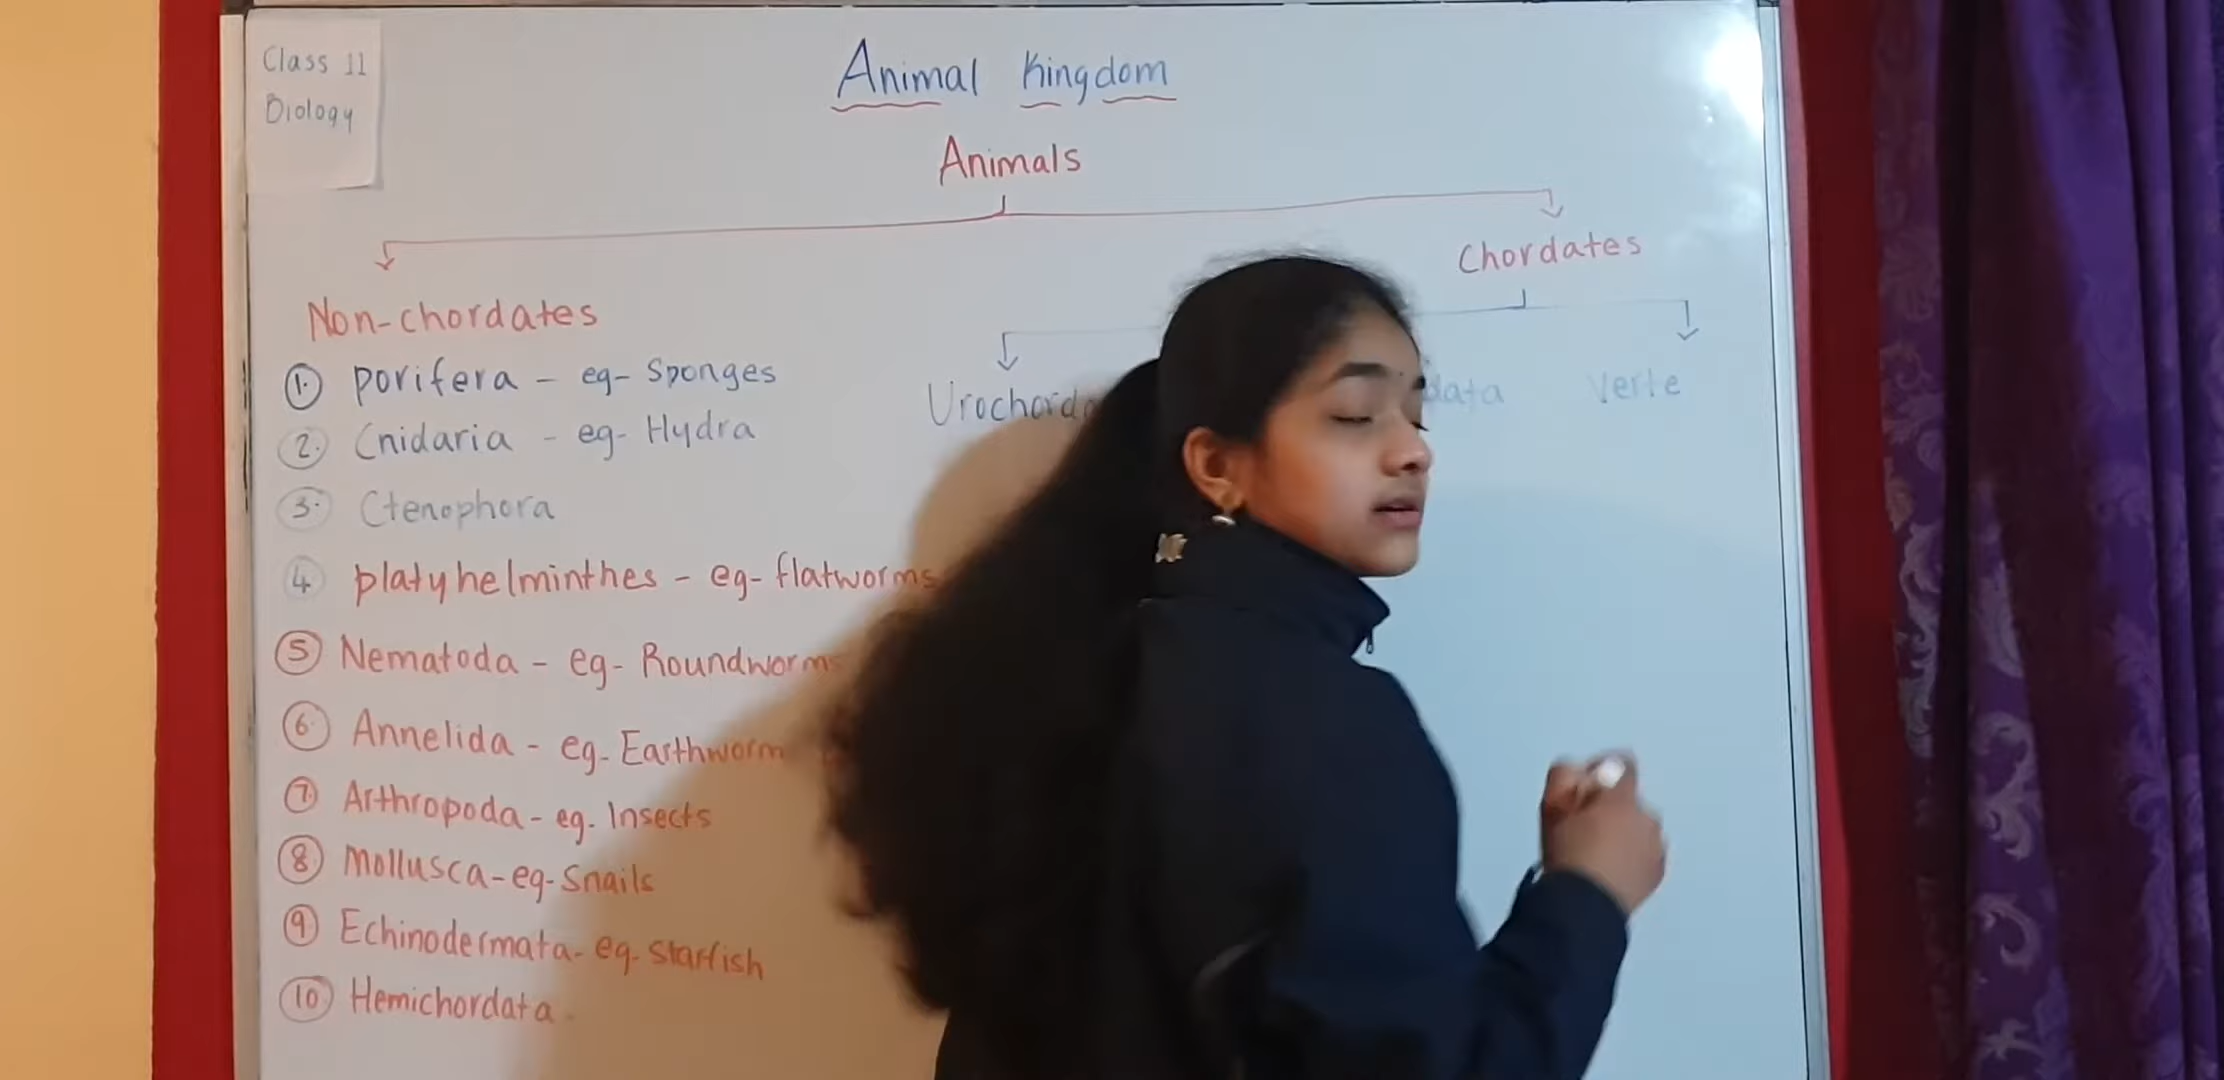 Class 11
Biology
Animal Kingdom
Animals
Non-chordates
Chordates
1. Porifera - eg- Sponges
2. Cnidaria - eg- Hydra
3. Ctenophora
4 platyhelminthes - eg- flatworms
5 Nematoda - eg- Roundworms
6. Annelida - eg- Earthworm
7. Arthropoda - eg. Insects
8. Mollusca - eg- Snails
9. Echinodermata - eg. Starfish
10 Hemichordata.
Urochorda
data
Verte